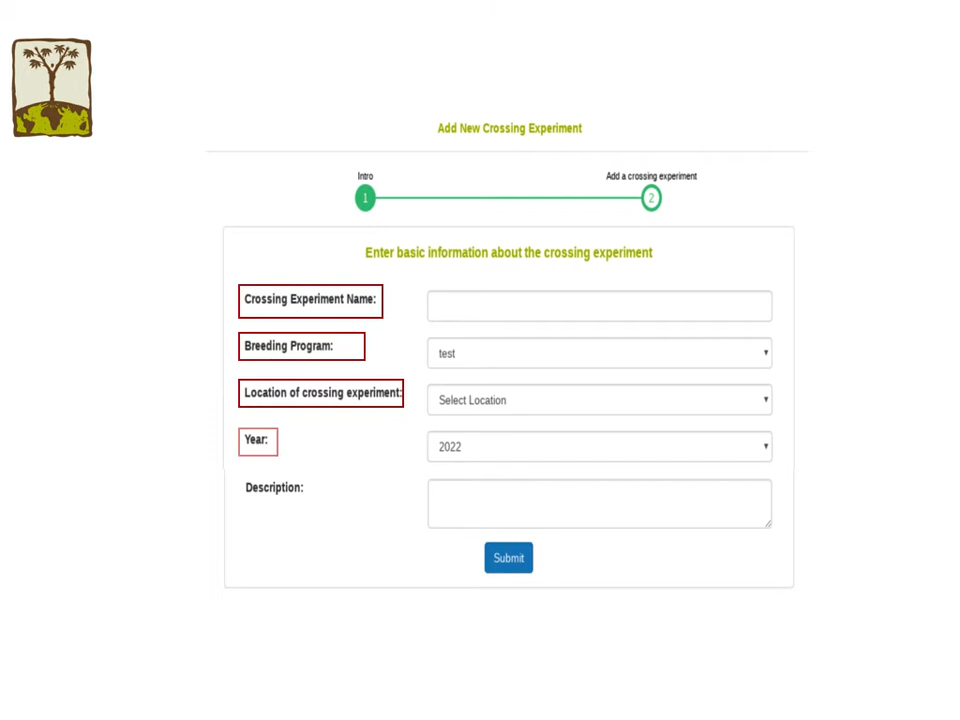 Add New Crossing Experiment
Intro
Add a crossing experiment
1
2
Enter basic information about the crossing experiment
Crossing Experiment Name:
Breeding Program:
test
Location of crossing experiment:
Select Location
Year:
2022
Description:
Submit